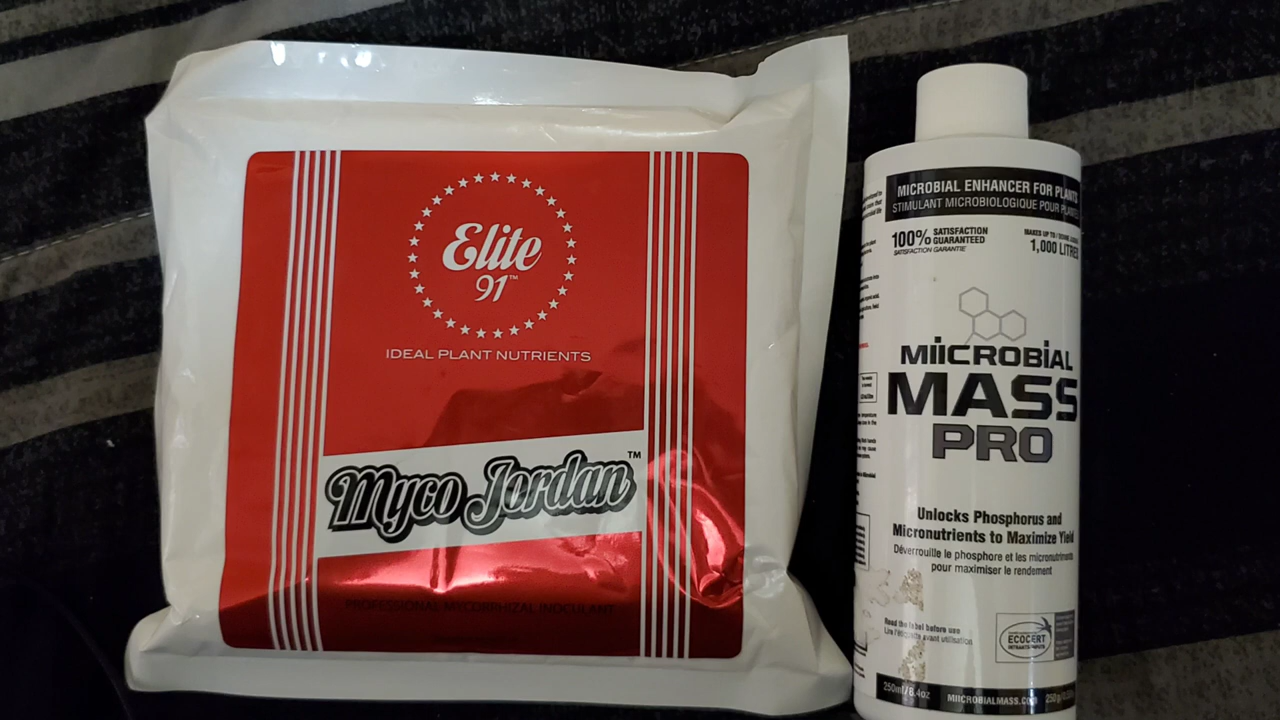 Elite
91™
IDEAL PLANT NUTRIENTS
Myco Jordan™
PROFESSIONAL MYCORRHIZAL INOCULANT
MICROBIAL ENHANCER FOR PLANTS
STIMULANT MICROBIOLOGIQUE POUR PLANTES
100% SATISFACTION GUARANTEED
SATISFACTION GARANTIE
MAKES UP TO
1,000 LITRES
MiiCROBiAL
MASS
PRO
Unlocks Phosphorus and
Micronutrients to Maximize Yield
Déverrouille le phosphore et les micronutriments
pour maximiser le rendement
Read the label before use
Lire l'étiquette avant utilisation
ECOCERT
250ml/8.4oz
MIICROBIALMASS.COM
250g